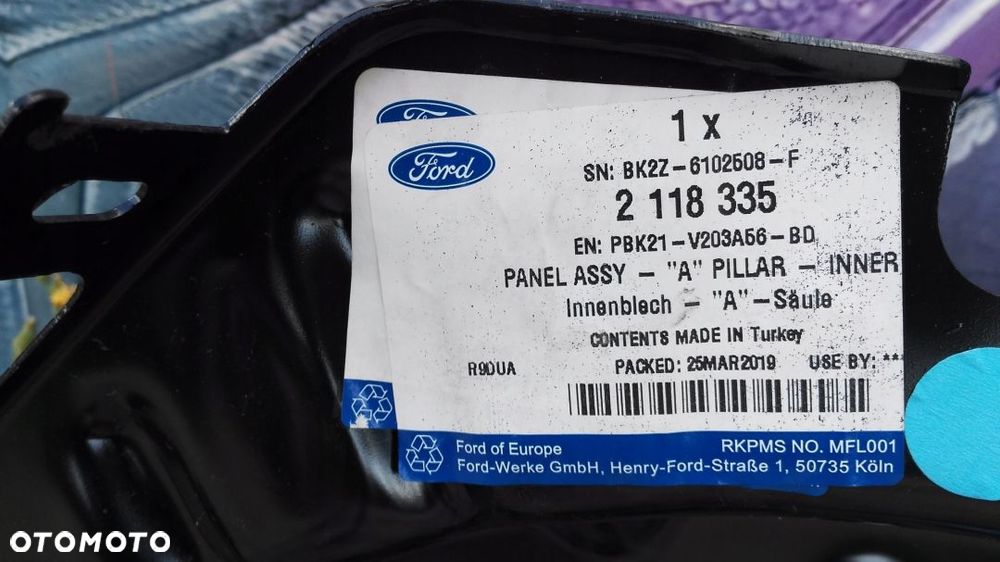 Ford
1 x
SN: BK2Z-6102508-F
2 118 335
EN: PBK21-V203A56-BD
PANEL ASSY - "A" PILLAR - INNER
Innenblech - "A" -Säule
CONTENTS MADE IN Turkey
R9DUA PACKED: 25MAR2019 USE BY: ***
Ford of Europe RKPMS NO. MFL001
Ford-Werke GmbH, Henry-Ford-Straße 1, 50735 Köln
OTOMOTO